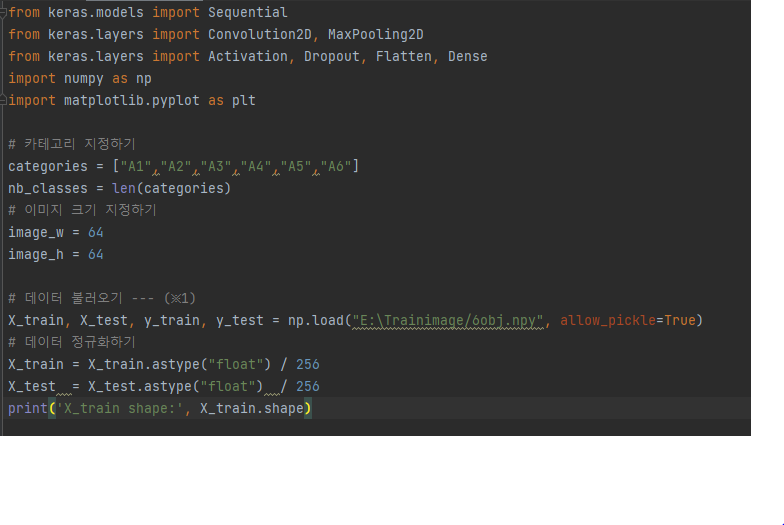 from keras.models import Sequential
from keras.layers import Convolution2D, MaxPooling2D
from keras.layers import Activation, Dropout, Flatten, Dense
import numpy as np
import matplotlib.pyplot as plt
# 카테고리 지정하기
categories = ["A1","A2","A3","A4","A5","A6"]
nb_classes = len(categories)
# 이미지 크기 지정하기
image_w = 64
image_h = 64
# 데이터 불러오기 --- (※1)
X_train, X_test, y_train, y_test = np.load("E:\Trainimage/6obj.npy", allow_pickle=True)
# 데이터 정규화하기
X_train = X_train.astype("float") / 256
X_test  = X_test.astype("float")  / 256
print('X_train shape:', X_train.shape)